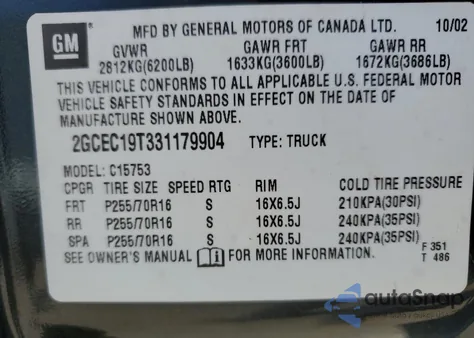 GM MFD BY GENERAL MOTORS OF CANADA LTD. 10/02
GVWR GAWR FRT GAWR RR
2812KG(6200LB) 1633KG(3600LB) 1672KG(3686LB)
THIS VEHICLE CONFORMS TO ALL APPLICABLE U.S. FEDERAL MOTOR
VEHICLE SAFETY STANDARDS IN EFFECT ON THE DATE OF
MANUFACTURE SHOWN ABOVE.
2GCEC19T331179904 TYPE: TRUCK
MODEL: C15753
CPGR TIRE SIZE SPEED RTG RIM COLD TIRE PRESSURE
FRT P255/70R16 S 16X6.5J 210KPA(30PSI)
RR P255/70R16 S 16X6.5J 240KPA(35PSI)
SPA P255/70R16 S 16X6.5J 240KPA(35PSI)
SEE OWNER'S MANUAL i FOR MORE INFORMATION. F 351
T 486
autoSnap